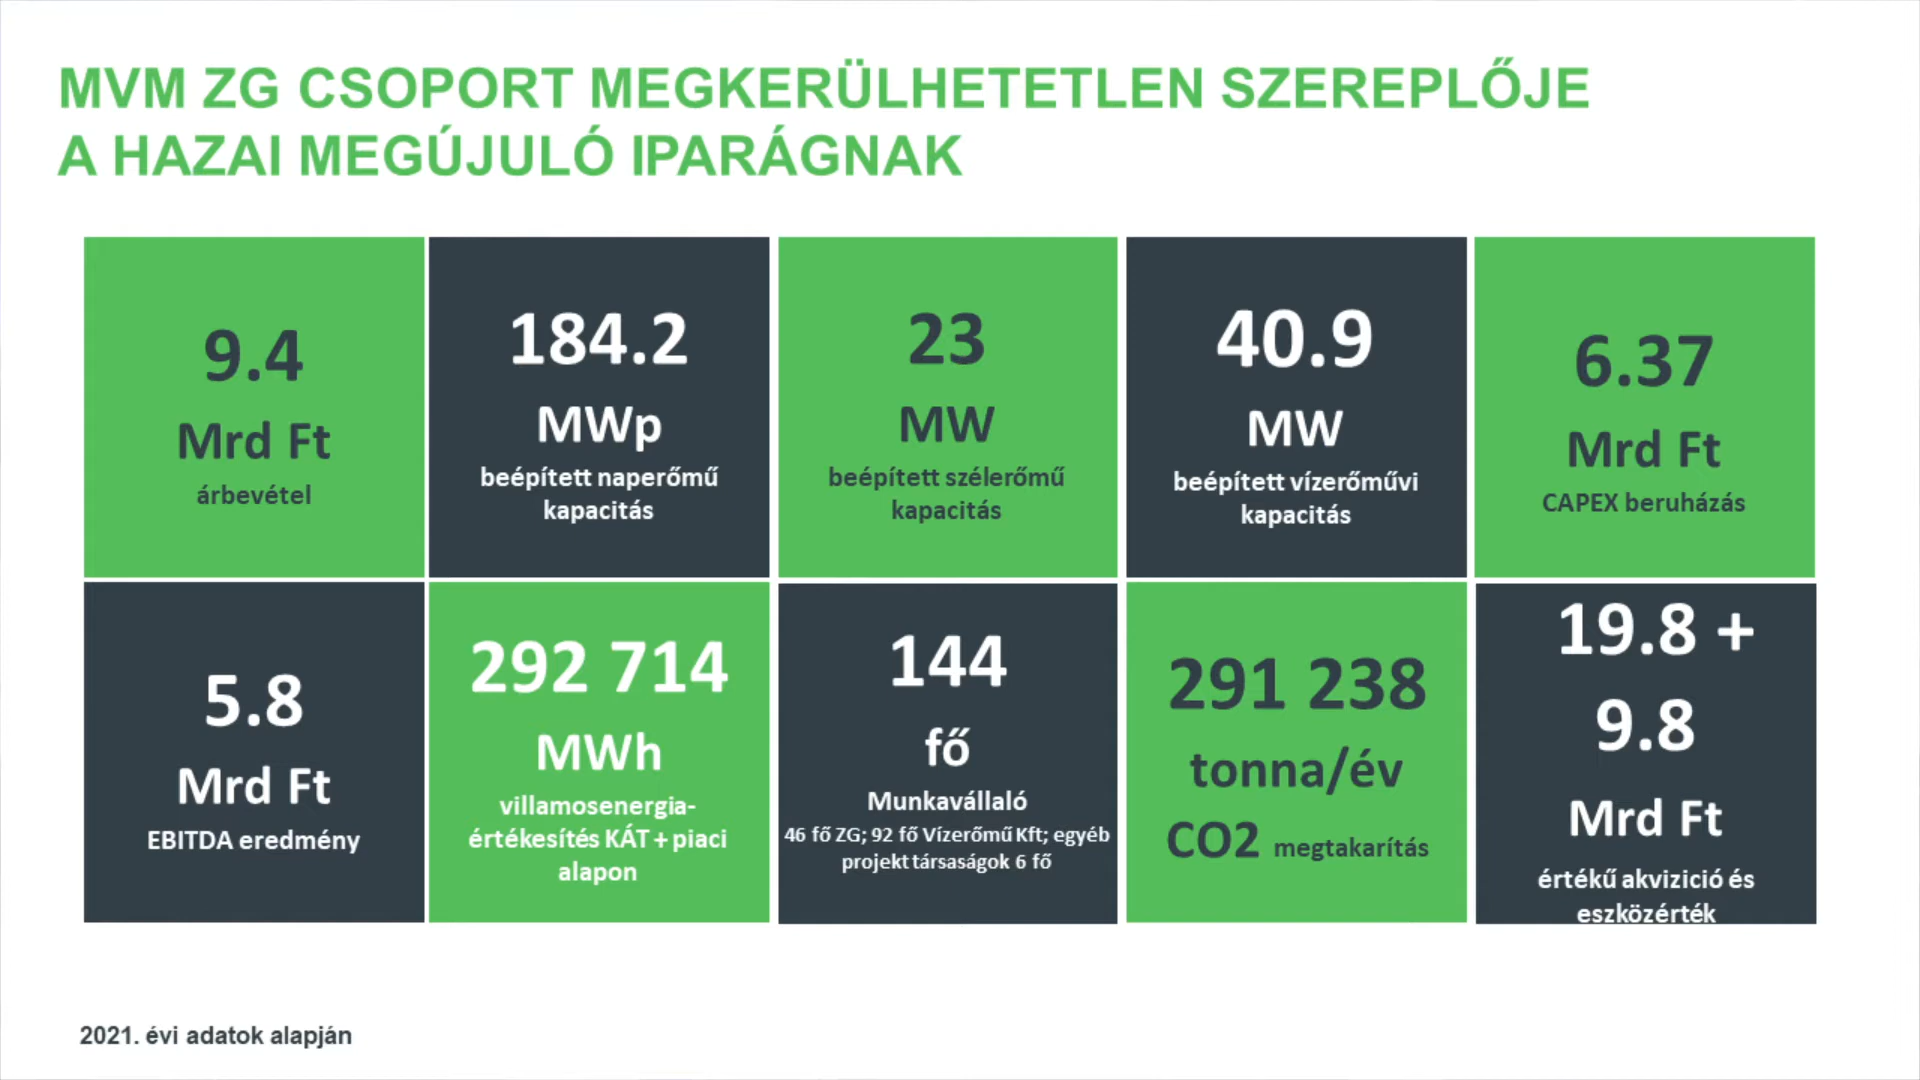 MVM ZG CSOPORT MEGKERÜLHETETLEN SZEREPLŐJE
A HAZAI MEGÚJULÓ IPARÁGNAK
9.4
Mrd Ft
árbevétel
184.2
MWp
beépített naperőmű
kapacitás
23
MW
beépített szélerőmű
kapacitás
40.9
MW
beépített vízerőművi
kapacitás
6.37
Mrd Ft
CAPEX beruházás
5.8
Mrd Ft
EBITDA eredmény
292 714
MWh
villamosenergia-
értékesítés KÁT + piaci
alapon
144
fő
Munkavállaló
46 fő ZG; 92 fő Vízerőmű Kft; egyéb
projekt társaságok 6 fő
291 238
tonna/év
CO2 megtakarítás
19.8 +
9.8
Mrd Ft
értékű akvizició és
eszközérték
2021. évi adatok alapján